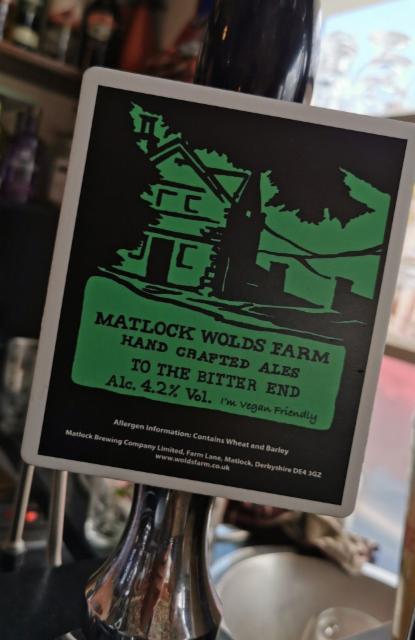 MATLOCK WOLDS FARM
HAND CRAFTED ALES
TO THE BITTER END
Alc. 4.2% Vol. I'm Vegan Friendly
Allergen Information: Contains Wheat and Barley
Matlock Brewing Company Limited, Farm Lane, Matlock, Derbyshire DE4 3GZ
www.woldsfarm.co.uk